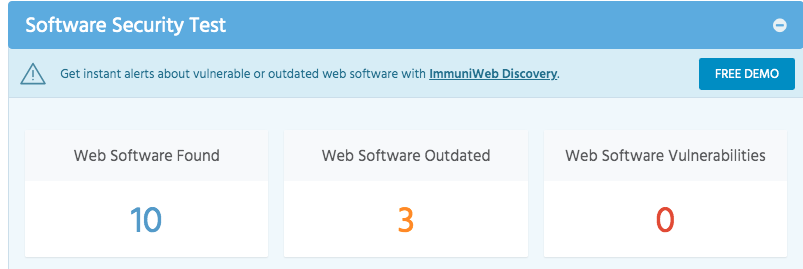 Software Security Test
Get instant alerts about vulnerable or outdated web software with ImmuniWeb Discovery.
FREE DEMO
Web Software Found
Web Software Outdated
Web Software Vulnerabilities
10
3
0